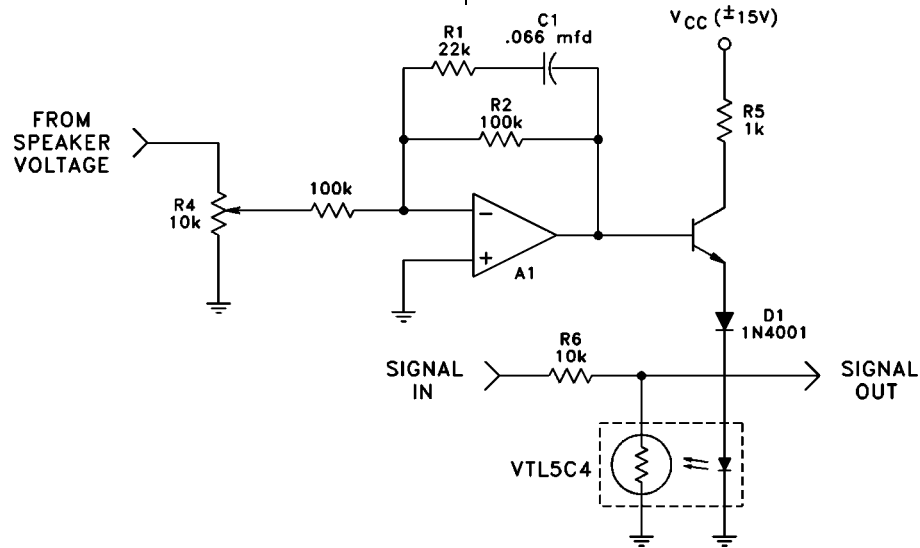 C1
.066 mfd
R1
22k
VCC (±15V)
R2
100k
R5
1k
FROM
SPEAKER
VOLTAGE
R4
10k
100k
−
+
A1
D1
1N4001
R6
10k
SIGNAL
IN
SIGNAL
OUT
VTL5C4